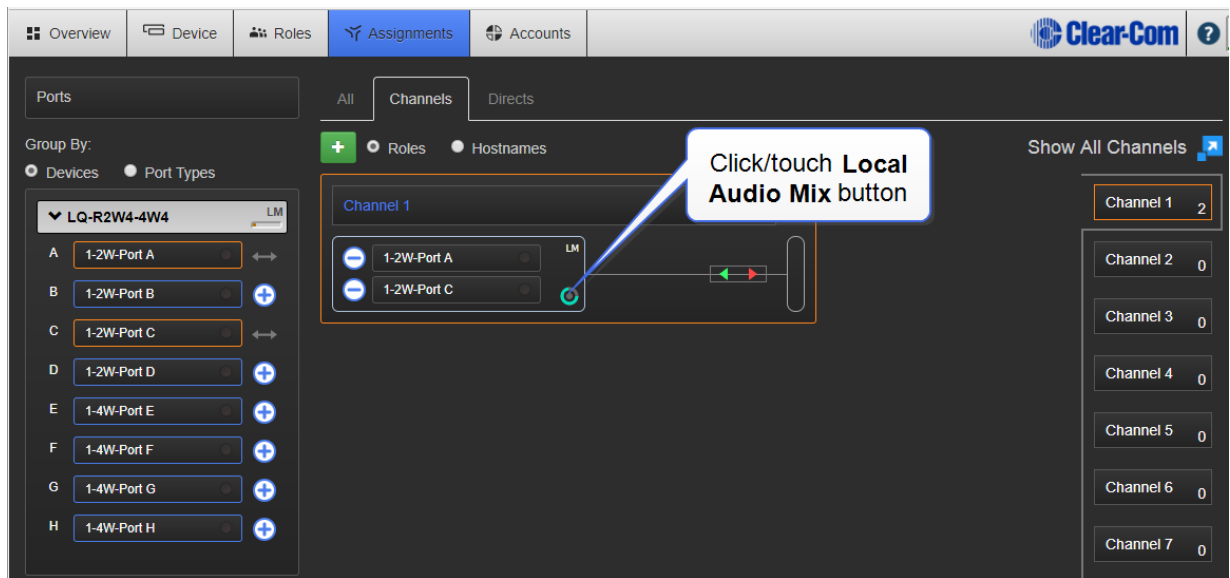 Overview
Device
Roles
Assignments
Accounts
Clear-Com
?
Ports
Group By:
Devices
Port Types
LQ-R2W4-4W4
LM
A
1-2W-Port A
B
1-2W-Port B
C
1-2W-Port C
D
1-2W-Port D
E
1-4W-Port E
F
1-4W-Port F
G
1-4W-Port G
H
1-4W-Port H
All
Channels
Directs
+
Roles
Hostnames
Channel 1
1-2W-Port A
LM
1-2W-Port C
Click/touch Local
Audio Mix button
Show All Channels
Channel 1 2
Channel 2 0
Channel 3 0
Channel 4 0
Channel 5 0
Channel 6 0
Channel 7 0